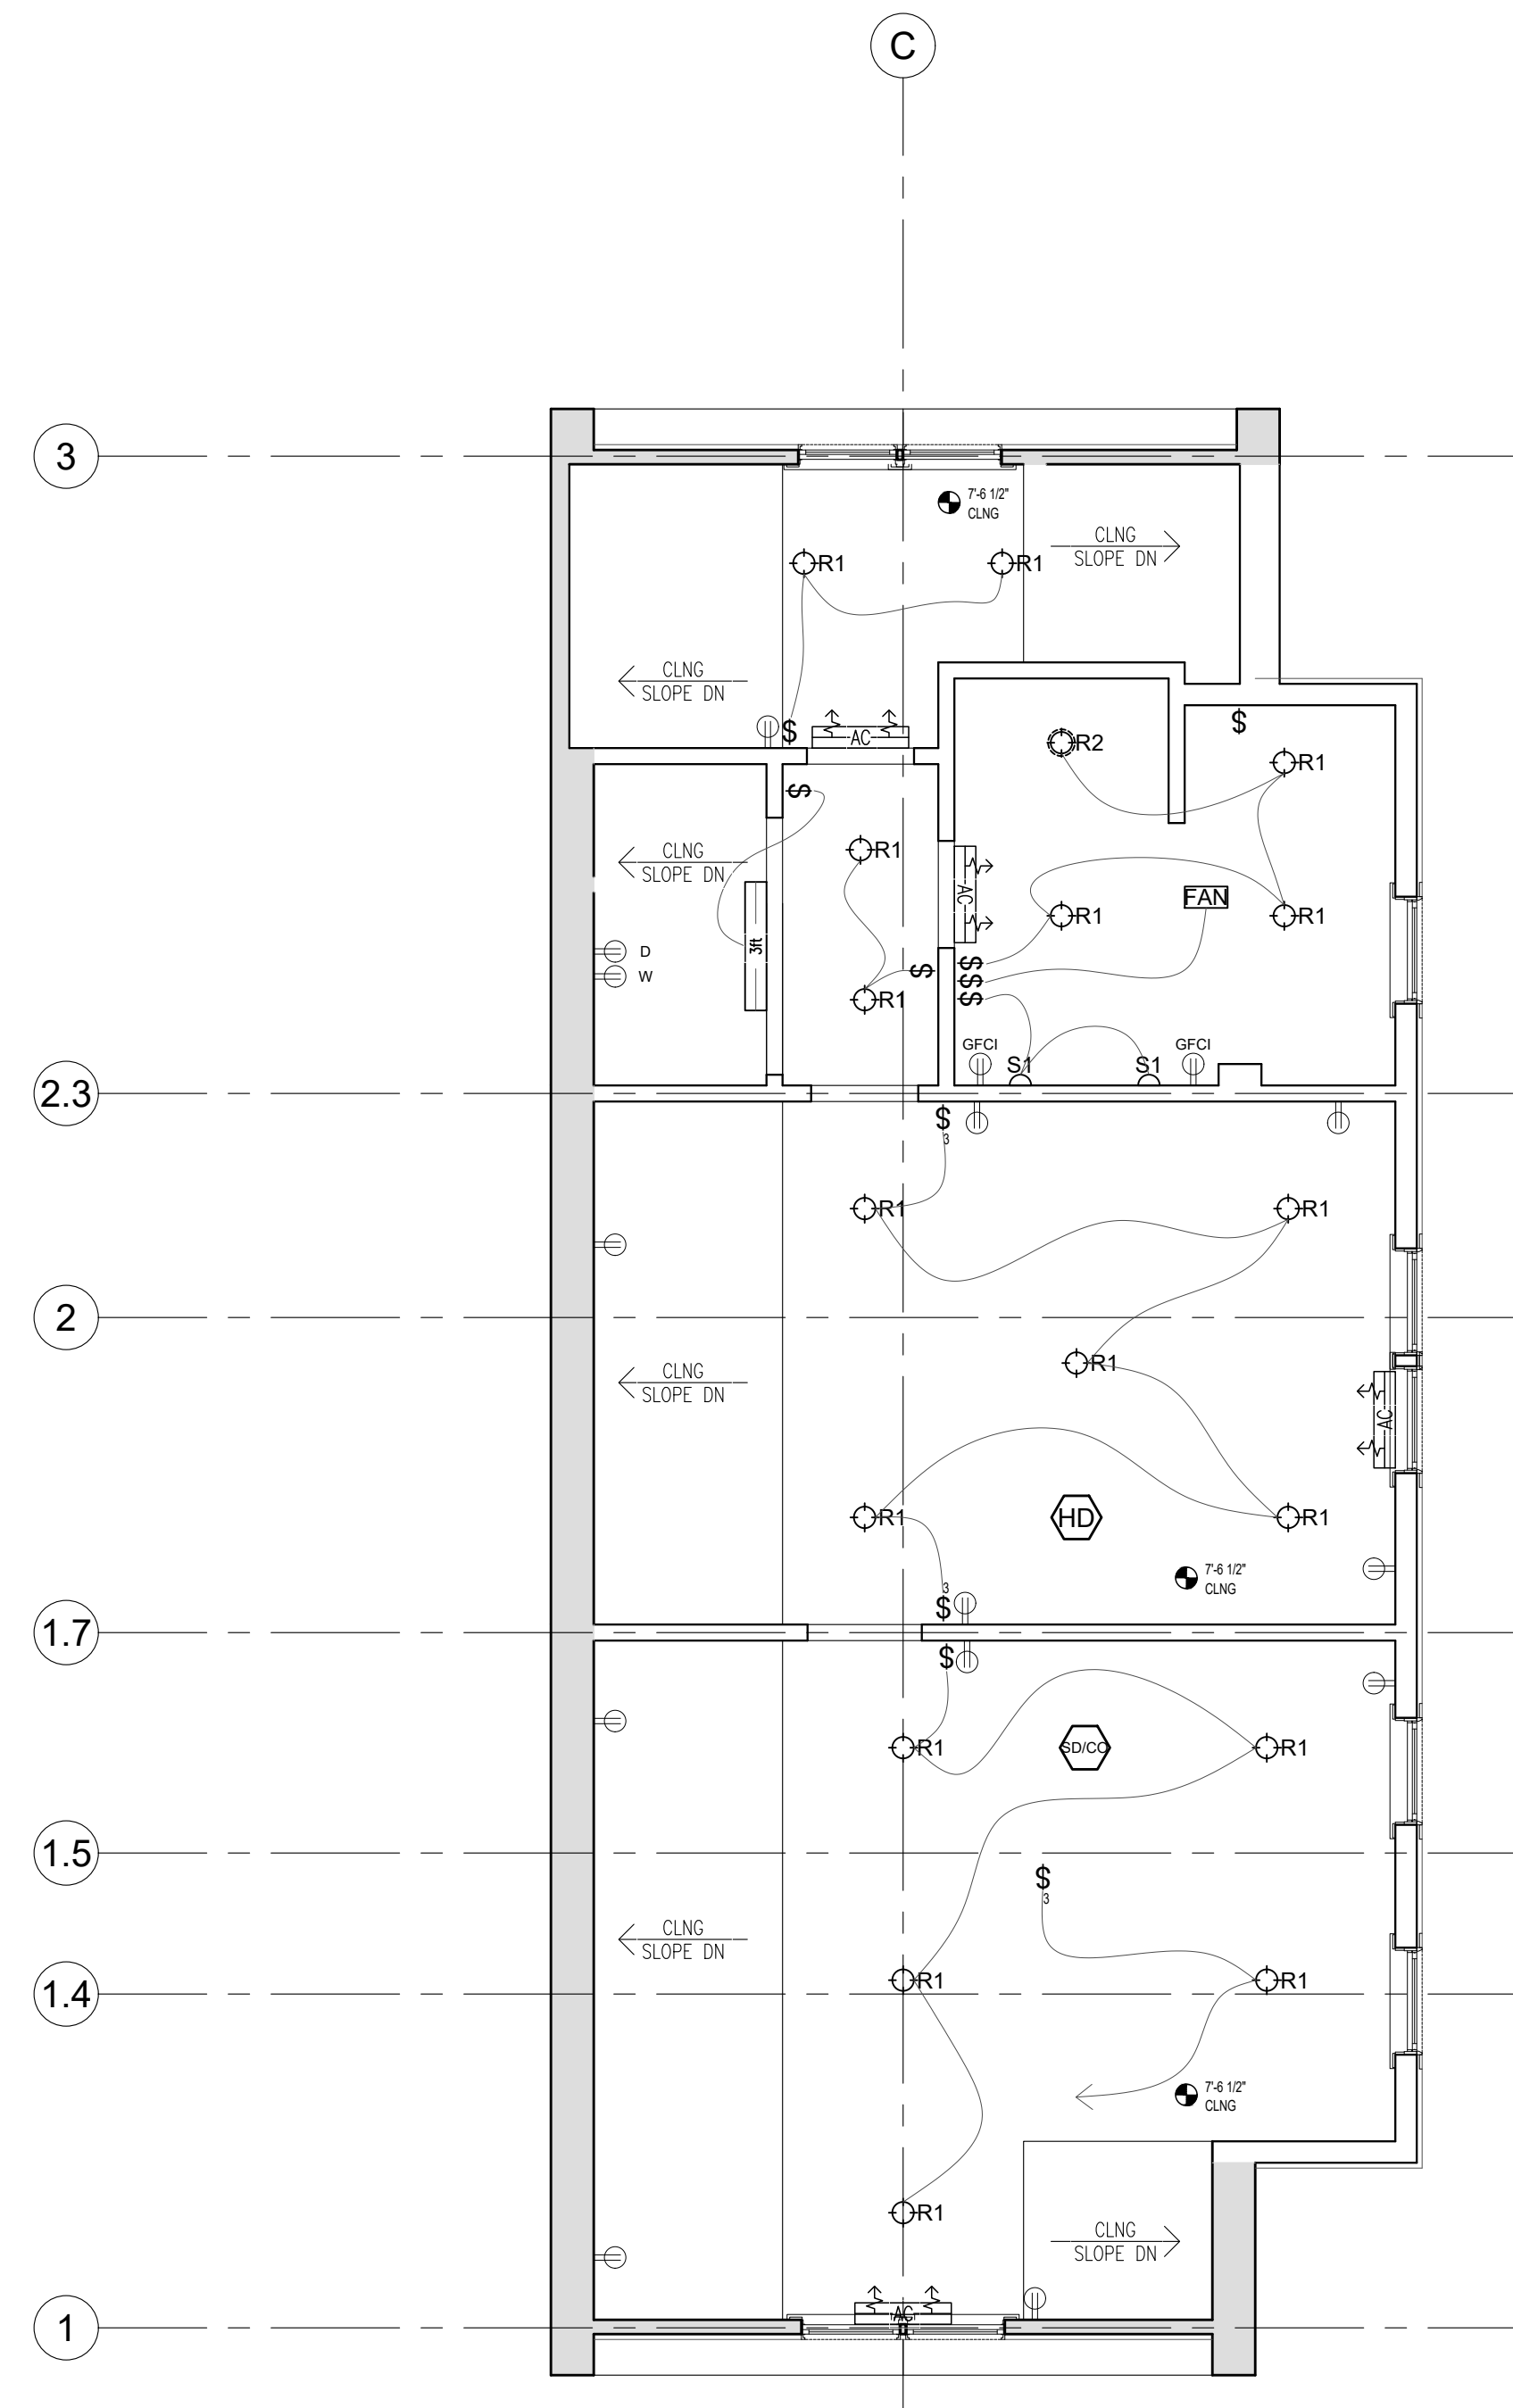 C
3
7'-6 1/2"
CLNG
CLNG
SLOPE DN
R1
R1
CLNG
SLOPE DN
$
AC
$
R2
R1
$
R1
CLNG
SLOPE DN
AC
R1
FAN
R1
3ft
D
W
$
$
$
$
R1
GFCI
S1
S1
GFCI
2.3
$
3
R1
R1
2
R1
CLNG
SLOPE DN
AC
R1
HD
R1
7'-6 1/2"
CLNG
3
$
1.7
$
R1
SD/CO
R1
1.5
$
3
CLNG
SLOPE DN
R1
R1
1.4
7'-6 1/2"
CLNG
R1
CLNG
SLOPE DN
AC
1